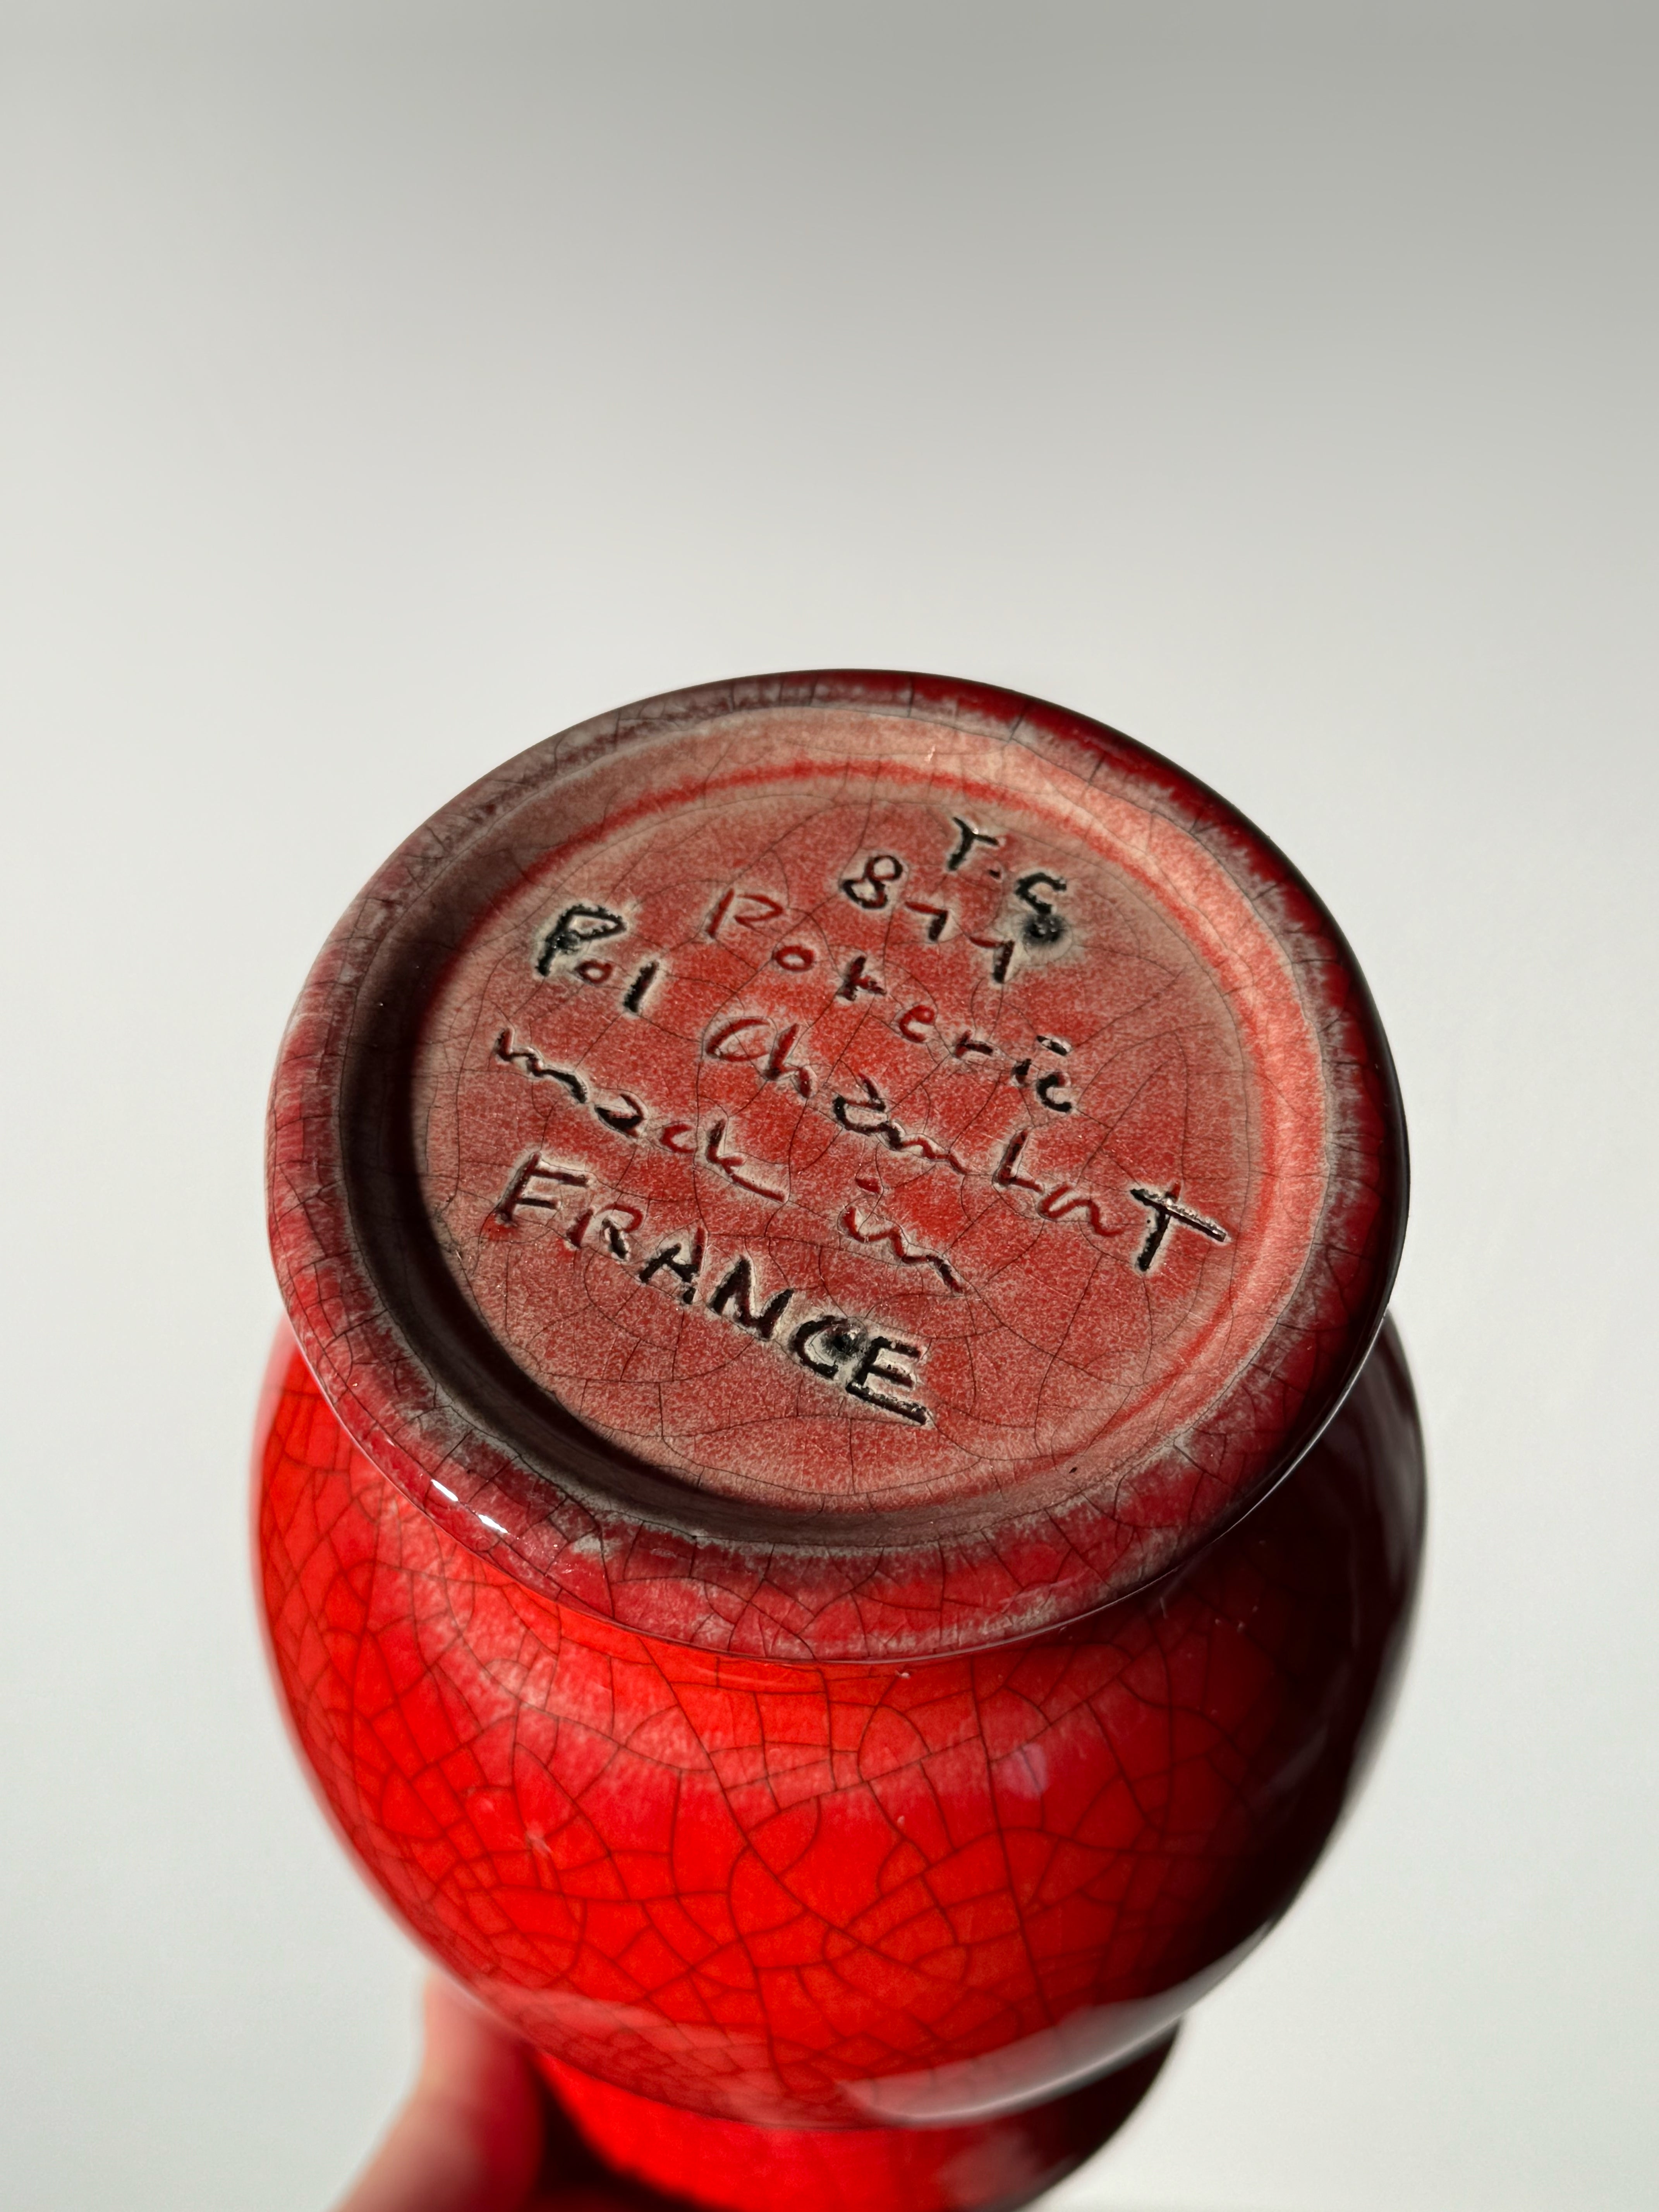 Y.S
877
Poterie
Pol Chambost
made in
FRANCE